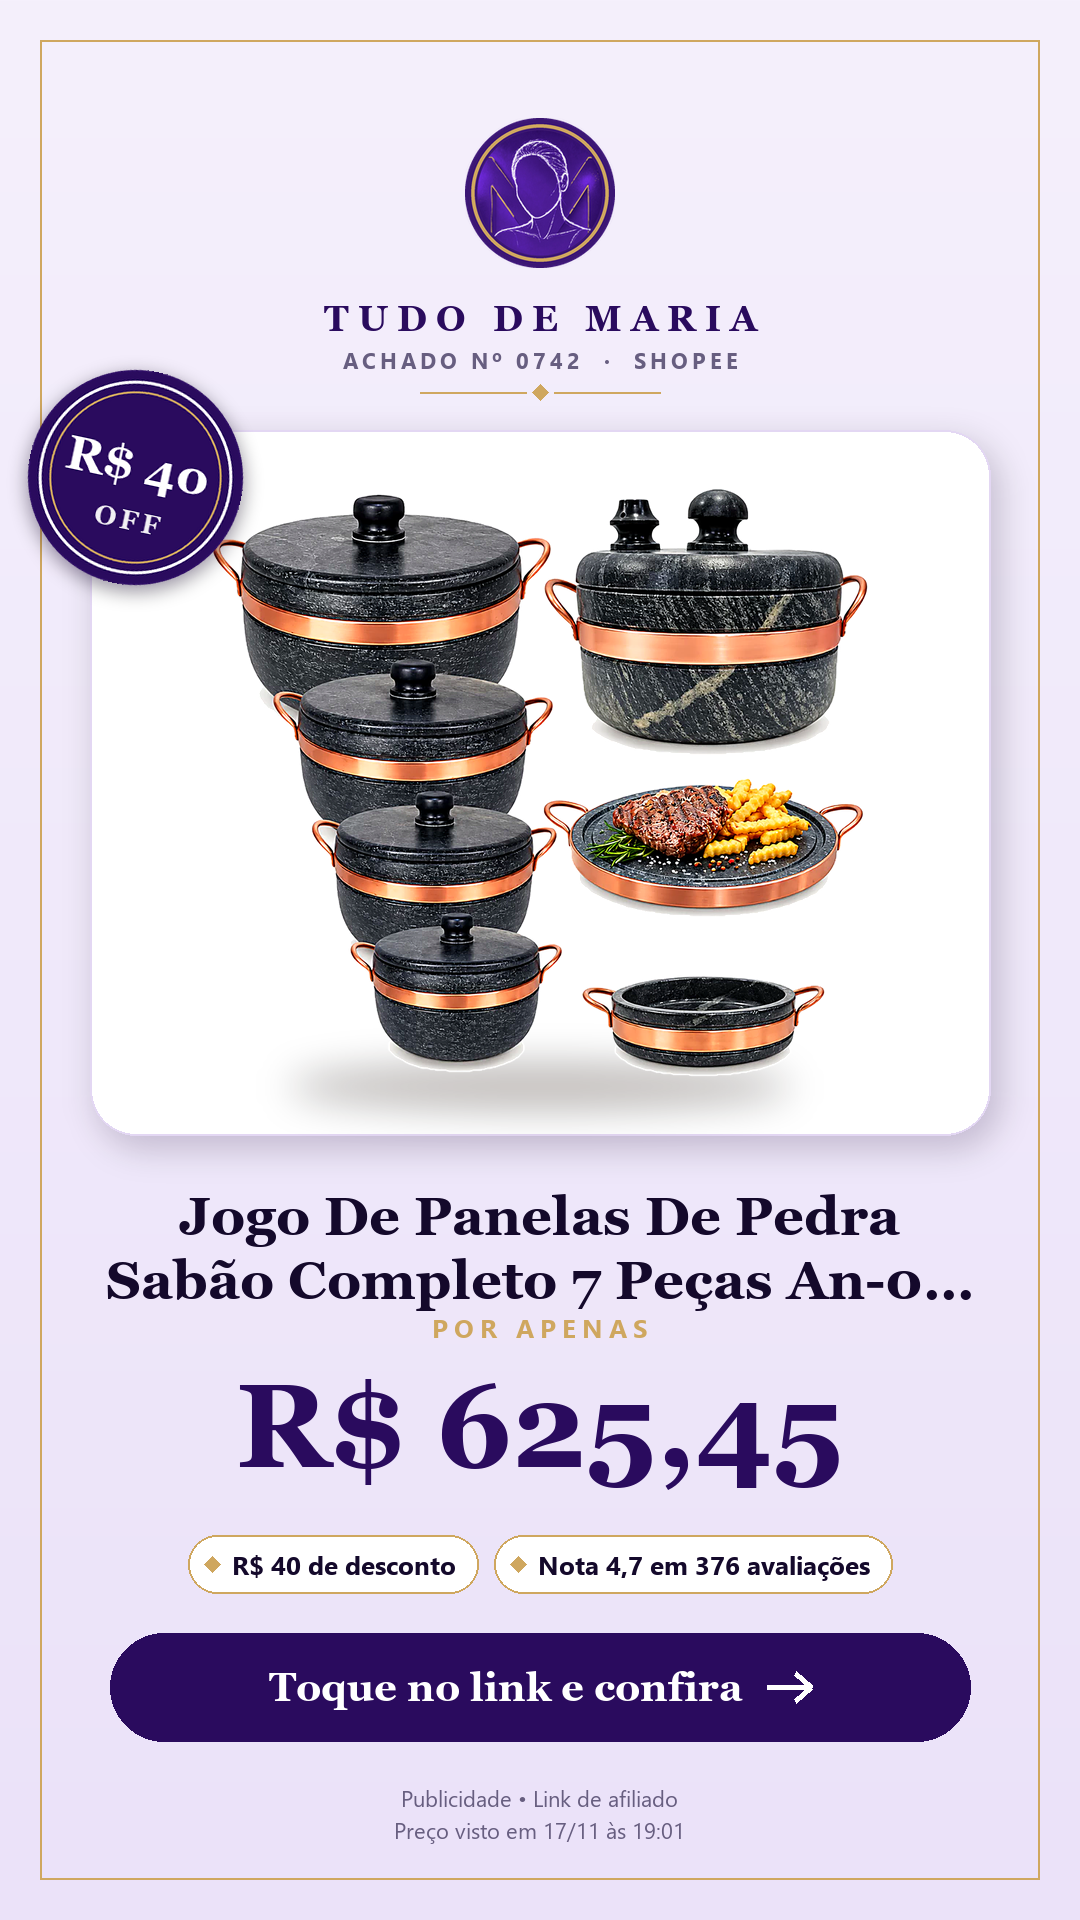 TUDO DE MARIA
ACHADO Nº 0742 · SHOPEE
R$ 40
OFF
Jogo De Panelas De Pedra
Sabão Completo 7 Peças An-o...
POR APENAS
R$ 625,45
R$ 40 de desconto
Nota 4,7 em 376 avaliações
Toque no link e confira →
Publicidade • Link de afiliado
Preço visto em 17/11 às 19:01